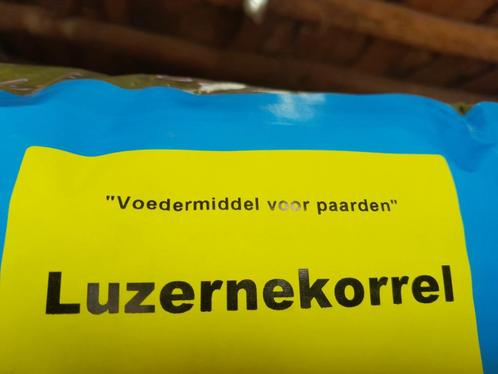 "Voedermiddel voor paarden"
Luzernekorrel